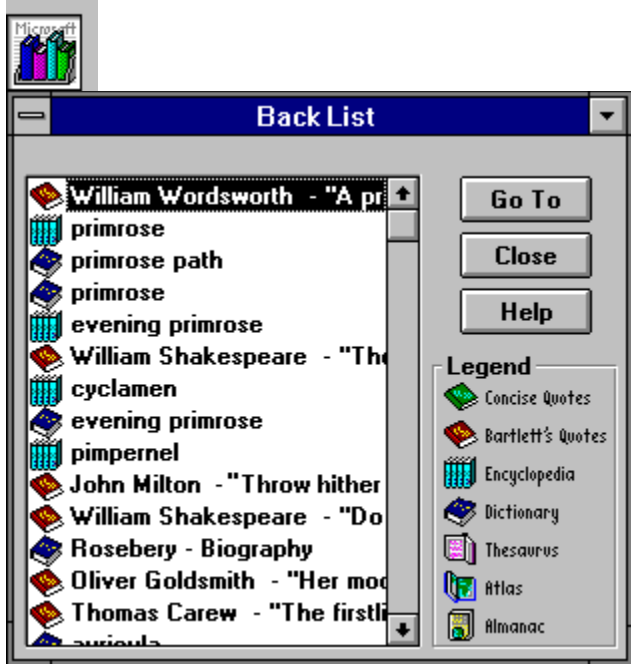 Microsoft
Back List
William Wordsworth - "A pr
primrose
primrose path
primrose
evening primrose
William Shakespeare - "The
cyclamen
evening primrose
pimpernel
John Milton - "Throw hither
William Shakespeare - "Do
Rosebery - Biography
Oliver Goldsmith - "Her mod
Thomas Carew - "The firstli
auricula
Go To
Close
Help
Legend
Concise Quotes
Bartlett's Quotes
Encyclopedia
Dictionary
Thesaurus
Atlas
Almanac